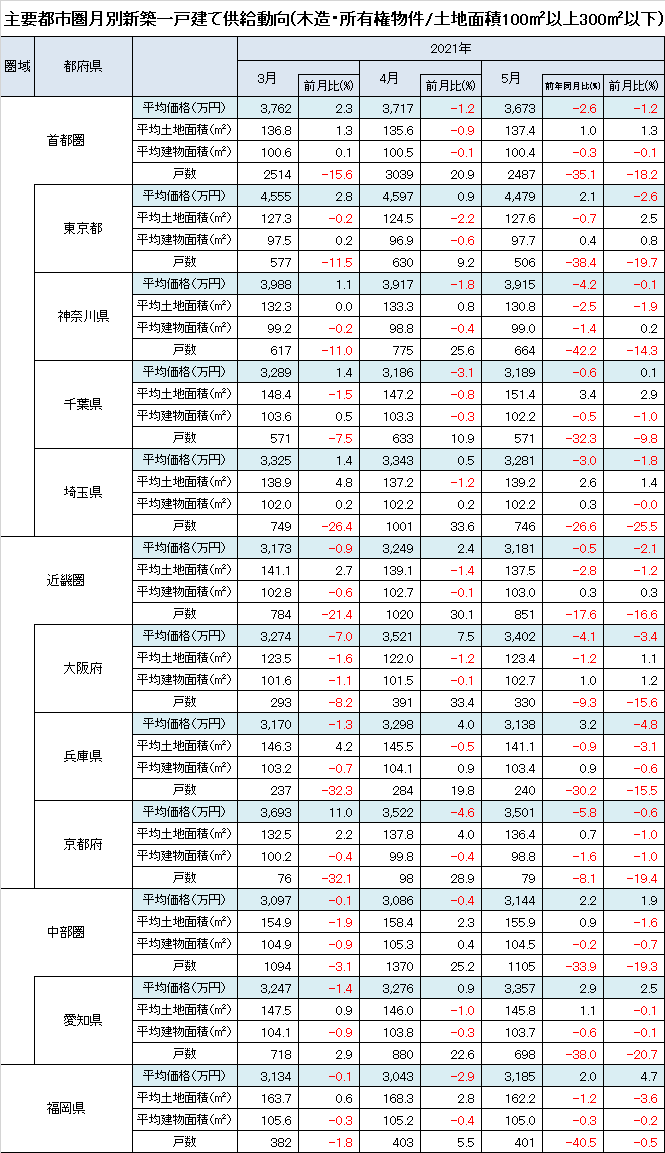 主要都市圏月別新築一戸建て供給動向(木造・所有権物件/土地面積100㎡以上300㎡以下)
圏域 都府県 2021年
3月 前月比(%) 4月 前月比(%) 5月 前年同月比(%) 前月比(%)
首都圏
平均価格(万円) 3,762 2.3 3,717 -1.2 3,673 -2.6 -1.2
平均土地面積(㎡) 136.8 1.3 135.6 -0.9 137.4 1.0 1.3
平均建物面積(㎡) 100.6 0.1 100.5 -0.1 100.4 -0.3 -0.1
戸数 2514 -15.6 3039 20.9 2487 -35.1 -18.2
東京都
平均価格(万円) 4,555 2.8 4,597 0.9 4,479 2.1 -2.6
平均土地面積(㎡) 127.3 -0.2 124.5 -2.2 127.6 -0.7 2.5
平均建物面積(㎡) 97.5 0.2 96.9 -0.6 97.7 0.4 0.8
戸数 577 -11.5 630 9.2 506 -38.4 -19.7
神奈川県
平均価格(万円) 3,988 1.1 3,917 -1.8 3,915 -4.2 -0.1
平均土地面積(㎡) 132.3 0.0 133.3 0.8 130.8 -2.5 -1.9
平均建物面積(㎡) 99.2 -0.2 98.8 -0.4 99.0 -1.4 0.2
戸数 617 -11.0 775 25.6 664 -42.2 -14.3
千葉県
平均価格(万円) 3,289 1.4 3,186 -3.1 3,189 -0.6 0.1
平均土地面積(㎡) 148.4 -1.5 147.2 -0.8 151.4 3.4 2.9
平均建物面積(㎡) 103.6 0.5 103.3 -0.3 102.2 -0.5 -1.0
戸数 571 -7.5 633 10.9 571 -32.3 -9.8
埼玉県
平均価格(万円) 3,325 1.4 3,343 0.5 3,281 -3.0 -1.8
平均土地面積(㎡) 138.9 4.8 137.2 -1.2 139.2 2.6 1.4
平均建物面積(㎡) 102.0 0.2 102.2 0.2 102.2 0.3 -0.0
戸数 749 -26.4 1001 33.6 746 -26.6 -25.5
近畿圏
平均価格(万円) 3,173 -0.9 3,249 2.4 3,181 -0.5 -2.1
平均土地面積(㎡) 141.1 2.7 139.1 -1.4 137.5 -2.8 -1.2
平均建物面積(㎡) 102.8 -0.6 102.7 -0.1 103.0 0.3 0.3
戸数 784 -21.4 1020 30.1 851 -17.6 -16.6
大阪府
平均価格(万円) 3,274 -7.0 3,521 7.5 3,402 -4.1 -3.4
平均土地面積(㎡) 123.5 -1.6 122.0 -1.2 123.4 -1.2 1.1
平均建物面積(㎡) 101.6 -1.1 101.5 -0.1 102.7 1.0 1.2
戸数 293 -8.2 391 33.4 330 -9.3 -15.6
兵庫県
平均価格(万円) 3,170 -1.3 3,298 4.0 3,138 3.2 -4.8
平均土地面積(㎡) 146.3 4.2 145.5 -0.5 141.1 -0.9 -3.1
平均建物面積(㎡) 103.2 -0.7 104.1 0.9 103.4 0.9 -0.6
戸数 237 -32.3 284 19.8 240 -30.2 -15.5
京都府
平均価格(万円) 3,693 11.0 3,522 -4.6 3,501 -5.8 -0.6
平均土地面積(㎡) 132.5 2.2 137.8 4.0 136.4 0.7 -1.0
平均建物面積(㎡) 100.2 -0.4 99.8 -0.4 98.8 -1.6 -1.0
戸数 76 -32.1 98 28.9 79 -8.1 -19.4
中部圏
平均価格(万円) 3,097 -0.1 3,086 -0.4 3,144 2.2 1.9
平均土地面積(㎡) 154.9 -1.9 158.4 2.3 155.9 0.9 -1.6
平均建物面積(㎡) 104.9 -0.9 105.3 0.4 104.5 -0.2 -0.7
戸数 1094 -3.1 1370 25.2 1105 -33.9 -19.3
愛知県
平均価格(万円) 3,247 -1.4 3,276 0.9 3,357 2.9 2.5
平均土地面積(㎡) 147.5 0.9 146.0 -1.0 145.8 1.1 -0.1
平均建物面積(㎡) 104.1 -0.9 103.8 -0.3 103.7 -0.6 -0.1
戸数 718 2.9 880 22.6 698 -38.0 -20.7
福岡県
平均価格(万円) 3,134 -0.1 3,043 -2.9 3,185 2.0 4.7
平均土地面積(㎡) 163.7 0.6 168.3 2.8 162.2 -1.2 -3.6
平均建物面積(㎡) 105.6 -0.3 105.2 -0.4 105.0 -0.3 -0.2
戸数 382 -1.8 403 5.5 401 -40.5 -0.5